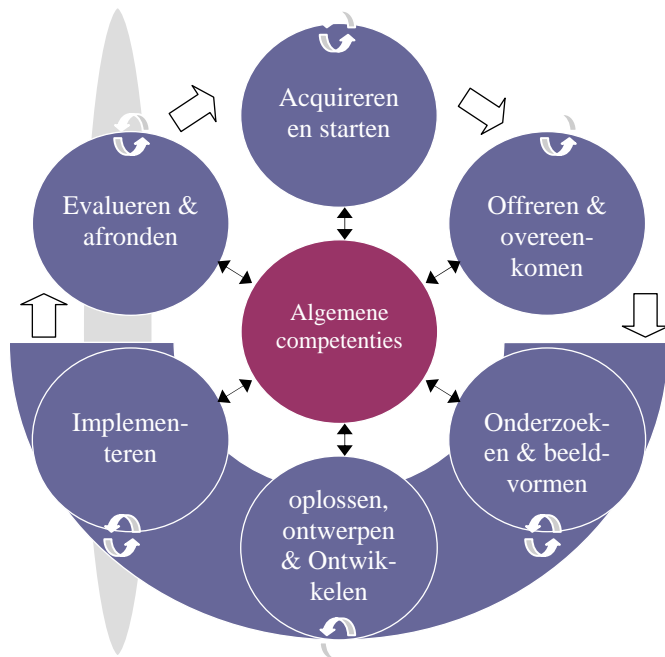 Acquireren
en starten
Offreren &
overeen-
komen
Onderzoek-
en & beeld-
vormen
oplossen,
ontwerpen
& Ontwik-
kelen
Implemen-
teren
Evalueren &
afronden
Algemene
competenties